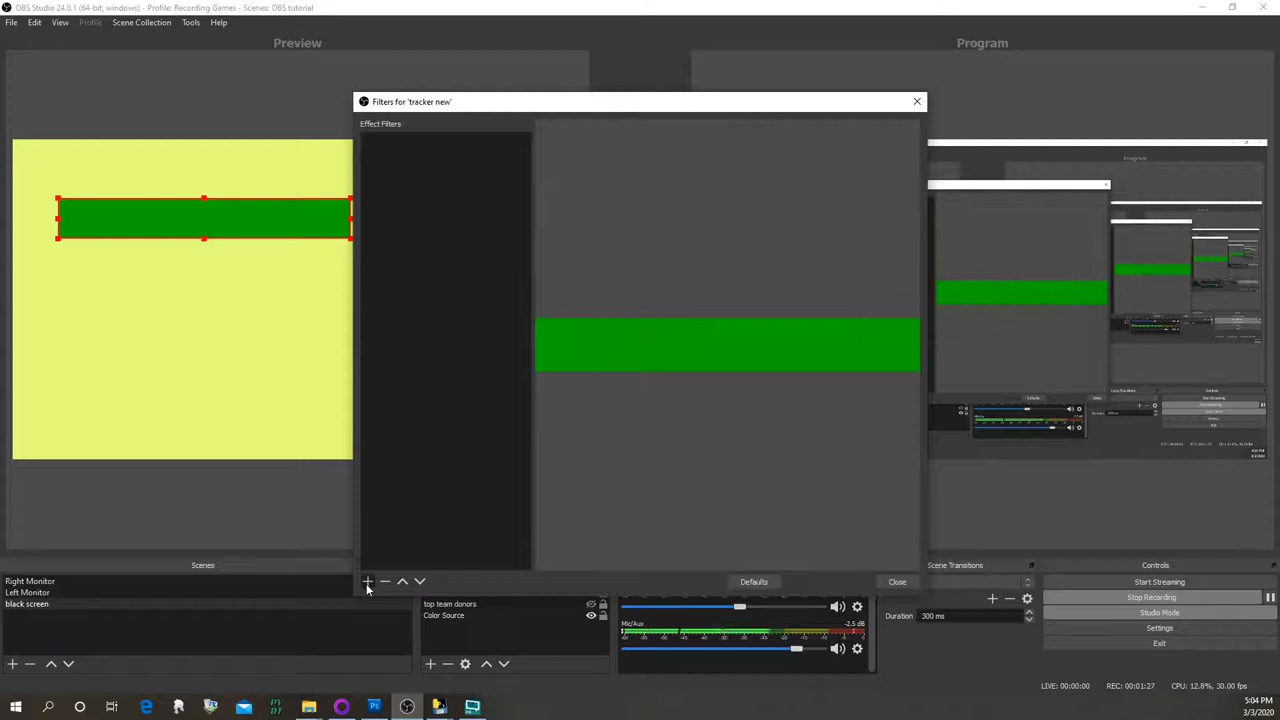 OBS Studio 24.0.1 (64-bit, windows) - Profile: Recording Games - Scenes: OBS tutorial
File Edit View Profile Scene Collection Tools Help
Preview
Program
Filters for 'tracker new'
Effect Filters
Defaults
Close
Scenes
Right Monitor
Left Monitor
black screen
top team donors
Color Source
Mic/Aux
-2.5 dB
Scene Transitions
Duration 300 ms
Controls
Start Streaming
Stop Recording
Studio Mode
Settings
Exit
LIVE: 00:00:00 REC: 00:01:27 CPU: 12.8%, 30.00 fps
5:04 PM
3/3/2020